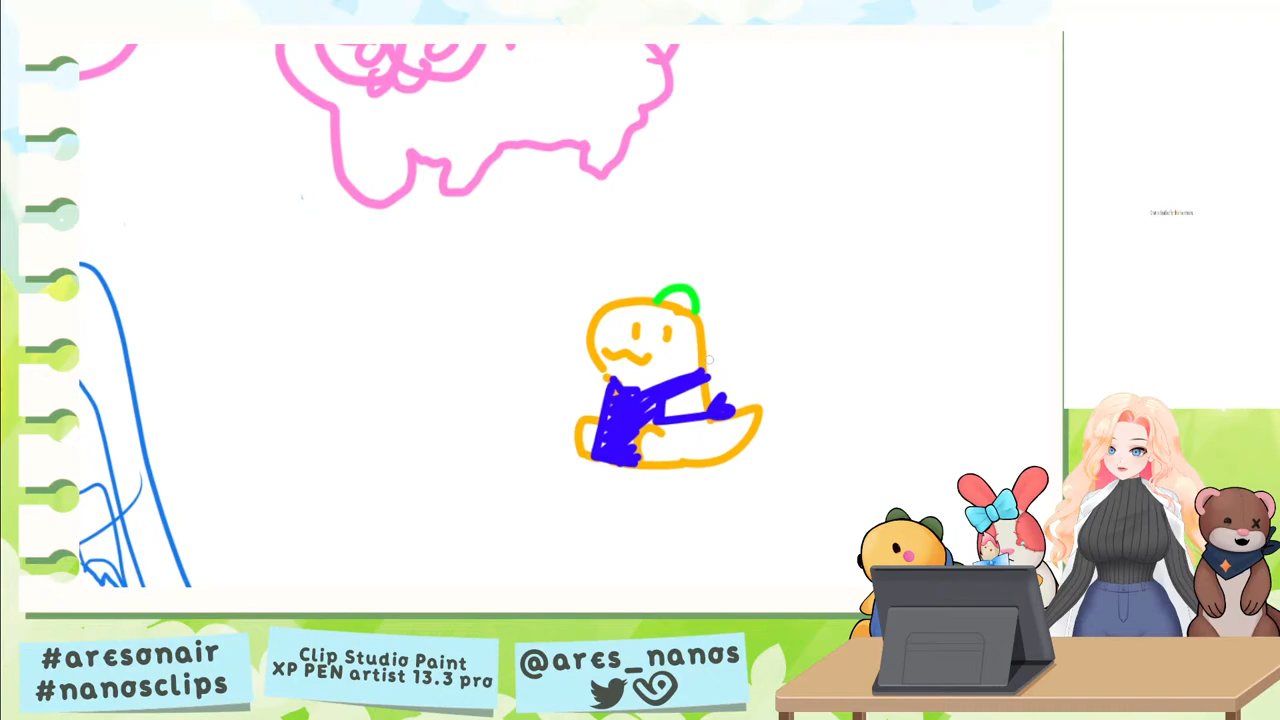 #aresonair
#nanosclips
Clip Studio Paint
XP PEN artist 13.3 pro
@ares_nanos